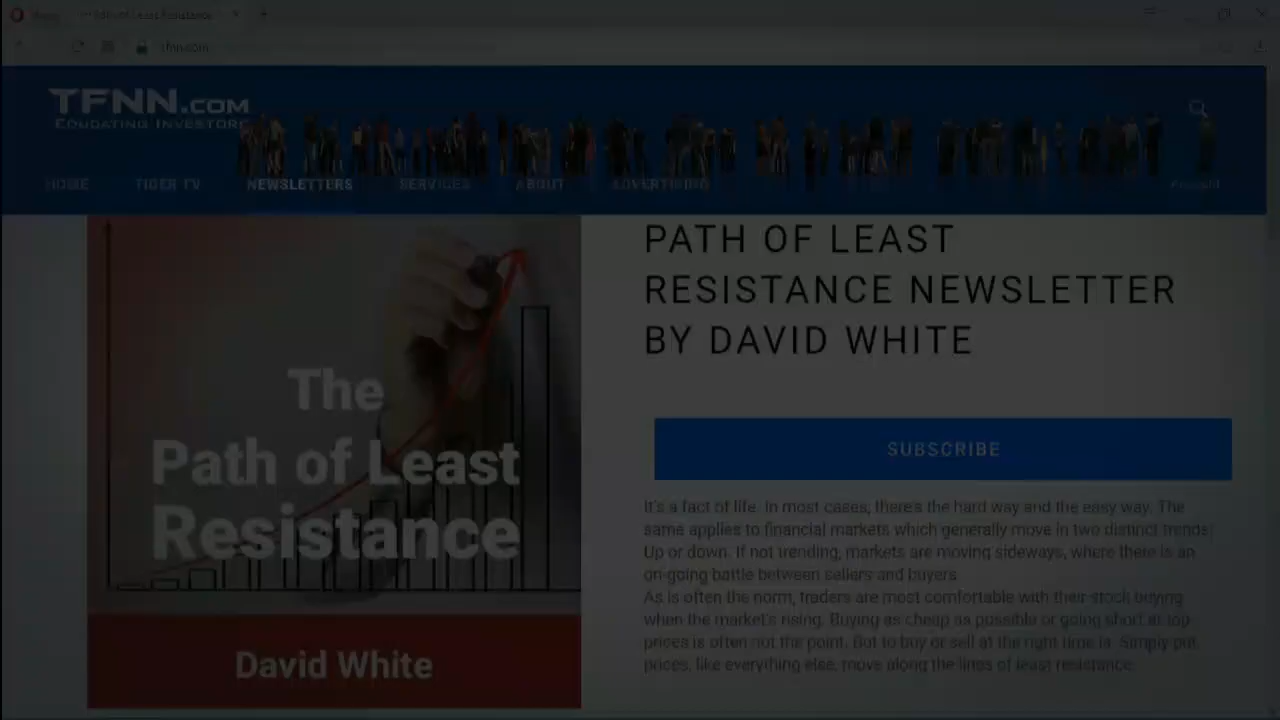 Path of Least Resistance
tfnn.com
TFNN.COM
EDUCATING INVESTORS
HOME TIGER TV NEWSLETTERS SERVICES ABOUT ADVERTISING
PATH OF LEAST
RESISTANCE NEWSLETTER
BY DAVID WHITE
The
Path of Least
Resistance
David White
SUBSCRIBE
It's a fact of life. In most cases, there's the hard way and the easy way. The
same applies to financial markets which generally move in two distinct trends:
Up or down. If not trending, markets are moving sideways, where there is an
on-going battle between sellers and buyers
As is often the norm, traders are most comfortable with their stock buying
when the market's rising. Buying as cheap as possible or going short at top
prices is often not the point. But to buy or sell at the right time is. Simply put,
prices, like everything else, move along the lines of least resistance.